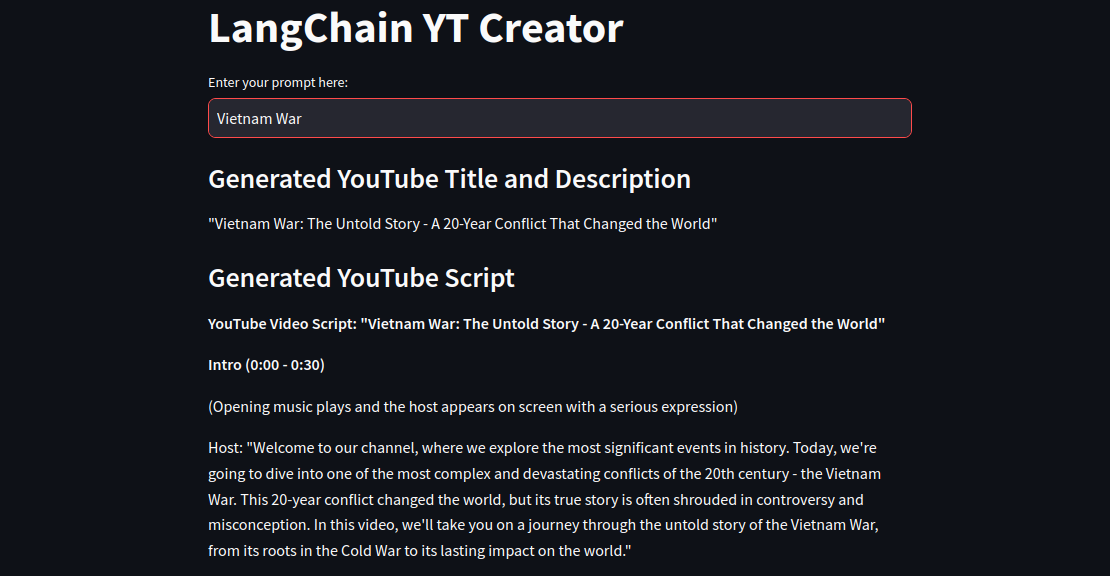 LangChain YT Creator
Enter your prompt here:
Vietnam War
Generated YouTube Title and Description
"Vietnam War: The Untold Story - A 20-Year Conflict That Changed the World"
Generated YouTube Script
YouTube Video Script: "Vietnam War: The Untold Story - A 20-Year Conflict That Changed the World"
Intro (0:00 - 0:30)
(Opening music plays and the host appears on screen with a serious expression)
Host: "Welcome to our channel, where we explore the most significant events in history. Today, we're
going to dive into one of the most complex and devastating conflicts of the 20th century - the Vietnam
War. This 20-year conflict changed the world, but its true story is often shrouded in controversy and
misconception. In this video, we'll take you on a journey through the untold story of the Vietnam War,
from its roots in the Cold War to its lasting impact on the world."